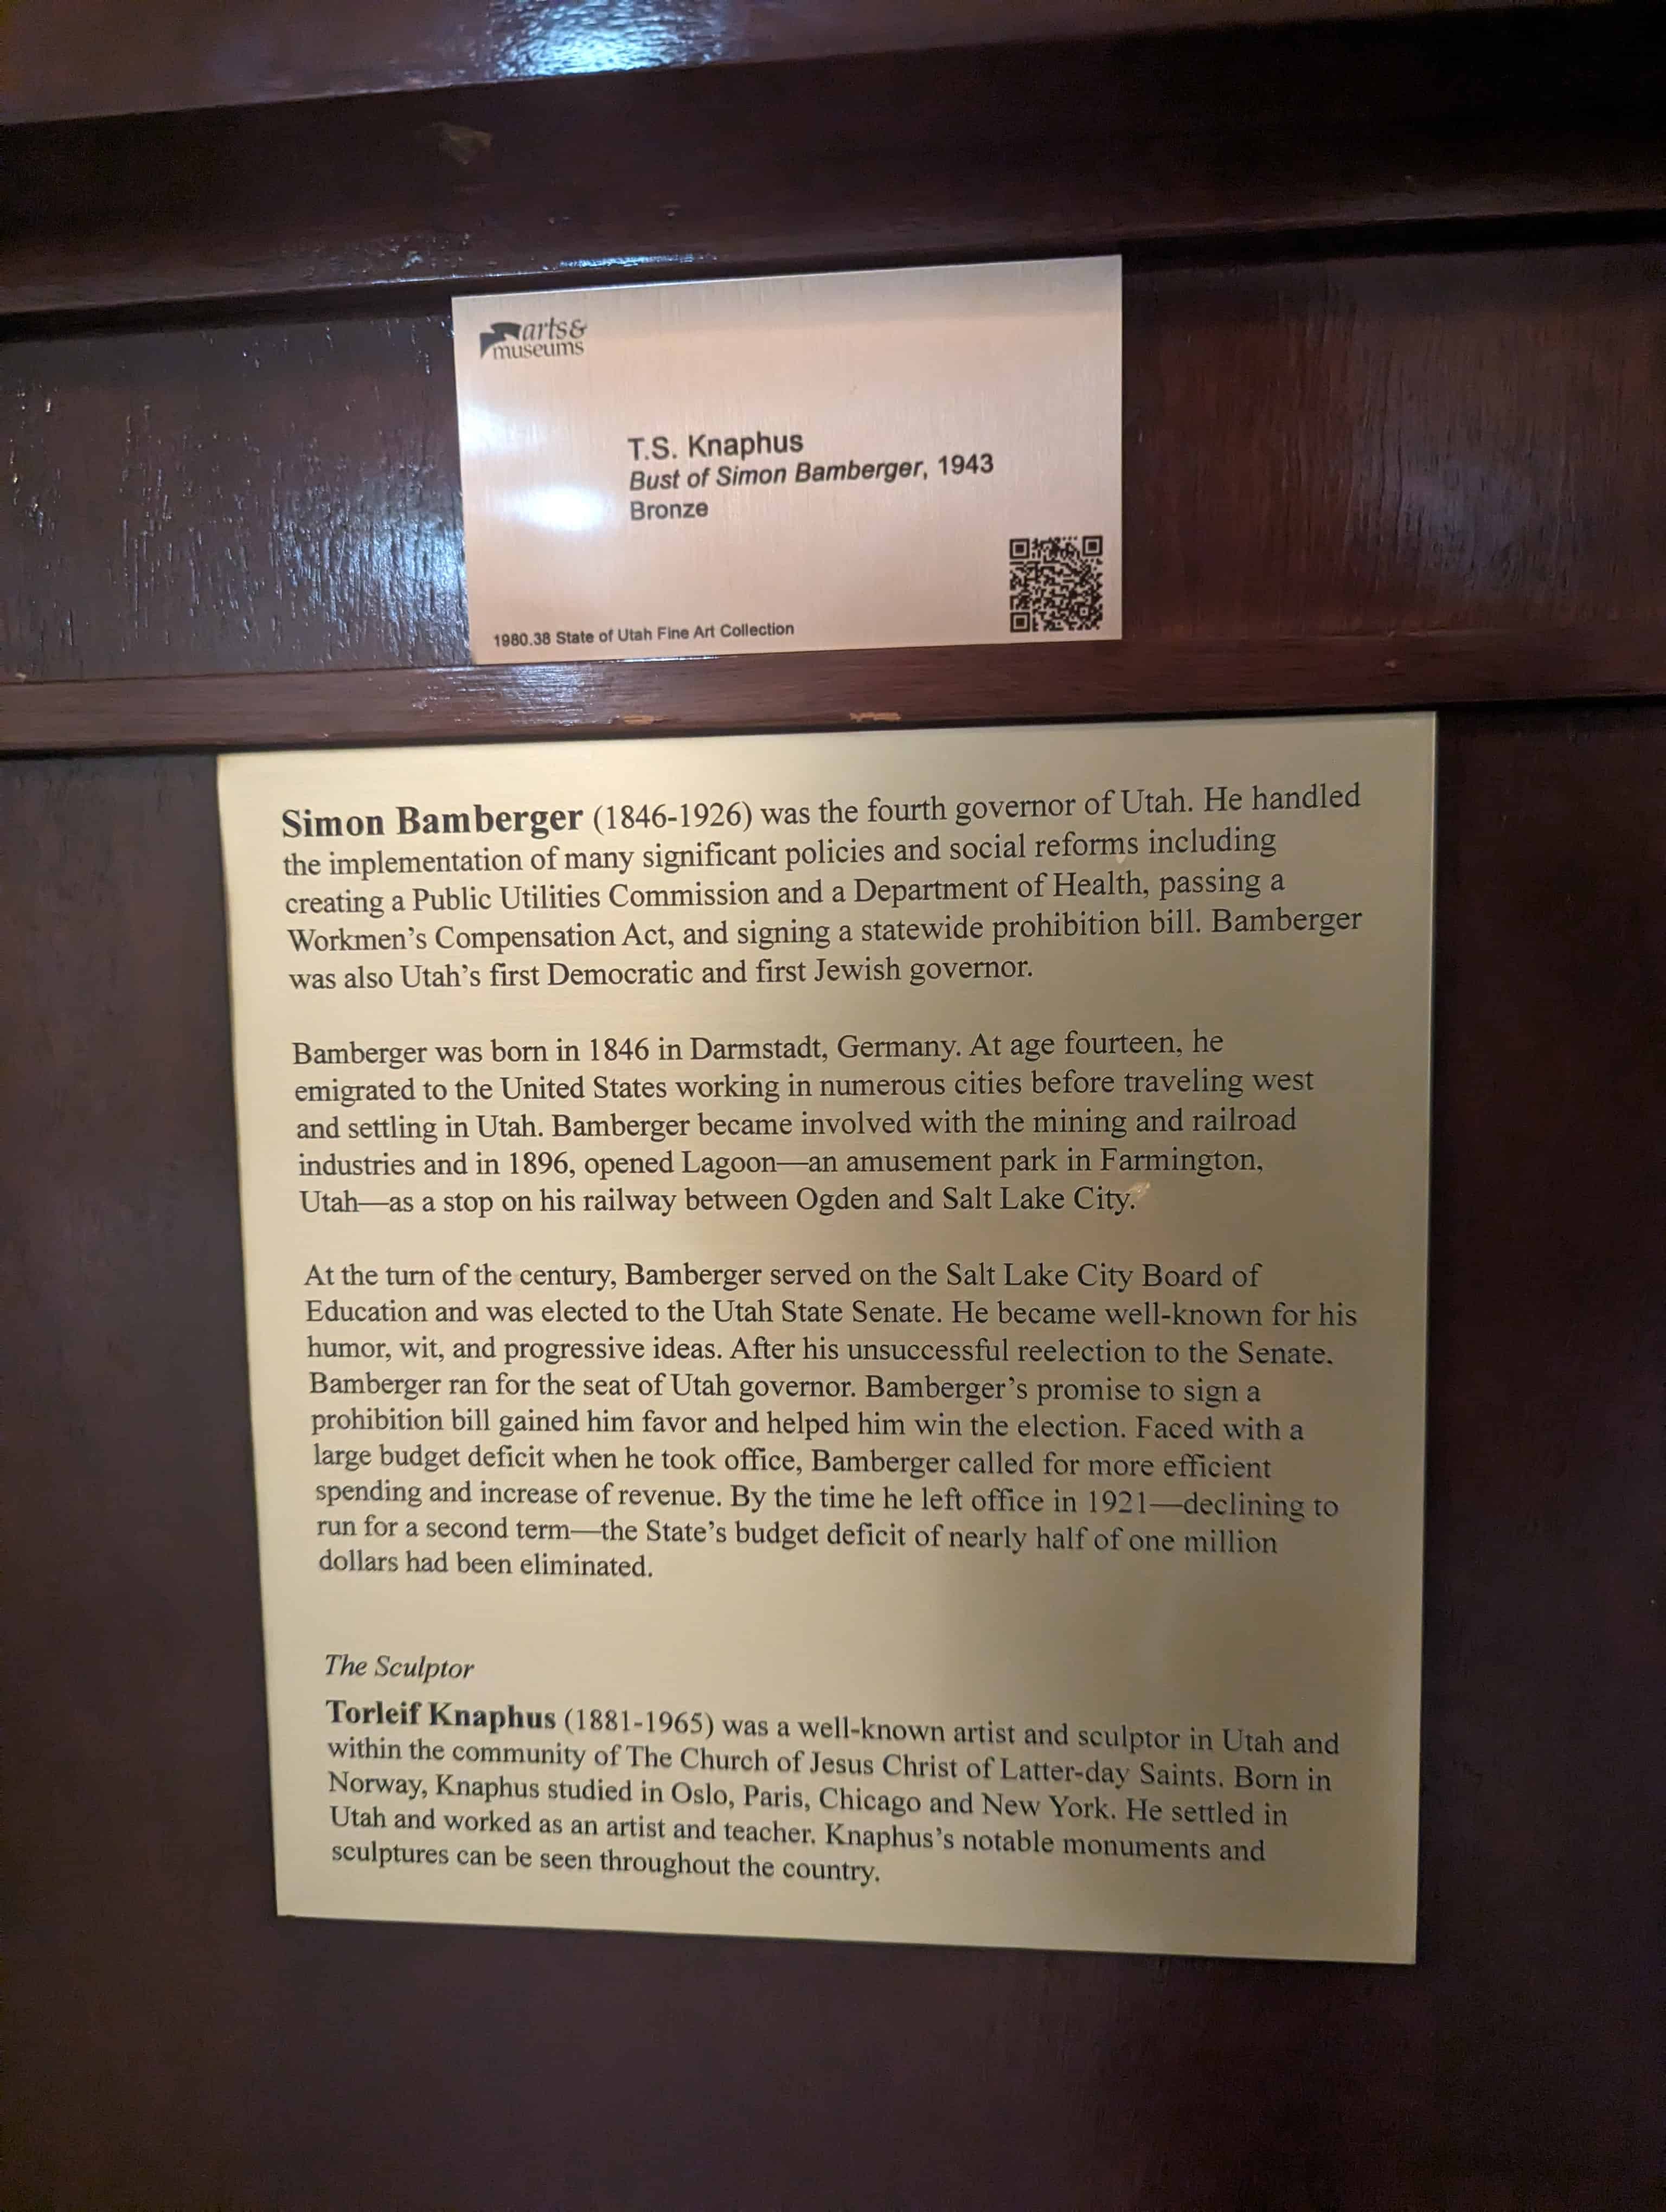 arts&
museums
T.S. Knaphus
Bust of Simon Bamberger, 1943
Bronze
1980.38 State of Utah Fine Art Collection
Simon Bamberger (1846-1926) was the fourth governor of Utah. He handled
the implementation of many significant policies and social reforms including
creating a Public Utilities Commission and a Department of Health, passing a
Workmen’s Compensation Act, and signing a statewide prohibition bill. Bamberger
was also Utah’s first Democratic and first Jewish governor.
Bamberger was born in 1846 in Darmstadt, Germany. At age fourteen, he
emigrated to the United States working in numerous cities before traveling west
and settling in Utah. Bamberger became involved with the mining and railroad
industries and in 1896, opened Lagoon—an amusement park in Farmington,
Utah—as a stop on his railway between Ogden and Salt Lake City.
At the turn of the century, Bamberger served on the Salt Lake City Board of
Education and was elected to the Utah State Senate. He became well-known for his
humor, wit, and progressive ideas. After his unsuccessful reelection to the Senate.
Bamberger ran for the seat of Utah governor. Bamberger’s promise to sign a
prohibition bill gained him favor and helped him win the election. Faced with a
large budget deficit when he took office, Bamberger called for more efficient
spending and increase of revenue. By the time he left office in 1921—declining to
run for a second term—the State’s budget deficit of nearly half of one million
dollars had been eliminated.
The Sculptor
Torleif Knaphus (1881-1965) was a well-known artist and sculptor in Utah and
within the community of The Church of Jesus Christ of Latter-day Saints. Born in
Norway, Knaphus studied in Oslo, Paris, Chicago and New York. He settled in
Utah and worked as an artist and teacher. Knaphus’s notable monuments and
sculptures can be seen throughout the country.